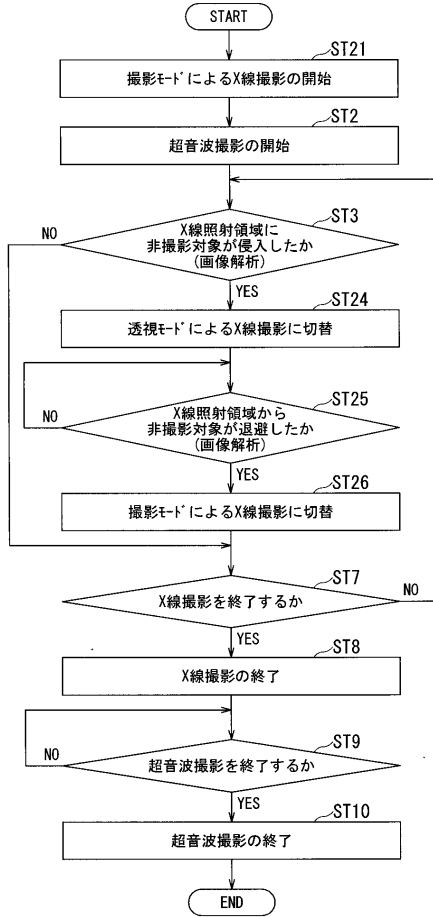 START
ST21
撮影モードによるX線撮影の開始
ST2
超音波撮影の開始
ST3
NO
X線照射領域に
非撮影対象が侵入したか
(画像解析)
YES
ST24
透視モードによるX線撮影に切替
ST25
X線照射領域から
非撮影対象が退避したか
(画像解析)
NO
YES
ST26
撮影モードによるX線撮影に切替
ST7
X線撮影を終了するか
NO
YES
ST8
X線撮影の終了
ST9
超音波撮影を終了するか
NO
YES
ST10
超音波撮影の終了
END